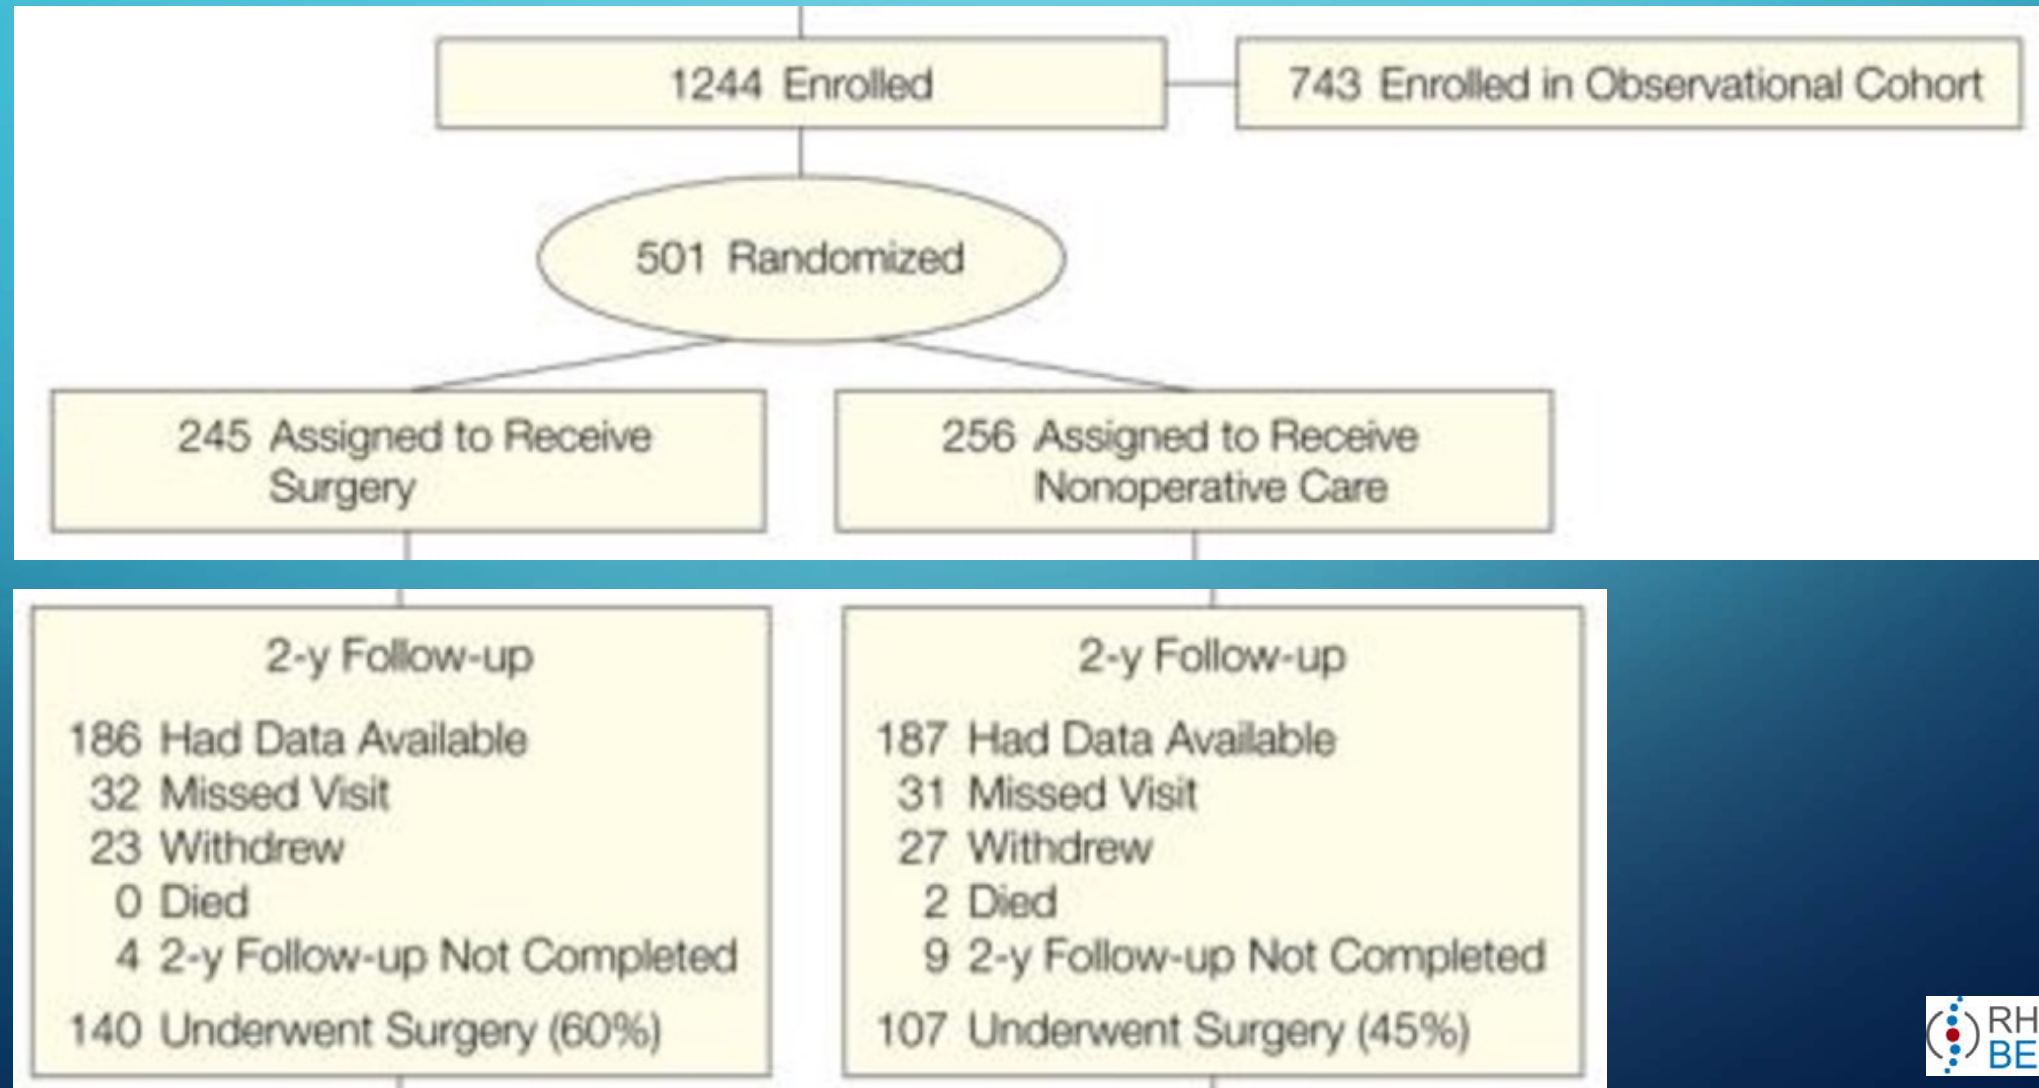 1244 Enrolled
743 Enrolled in Observational Cohort
501 Randomized
245 Assigned to Receive
Surgery
256 Assigned to Receive
Nonoperative Care
2-y Follow-up
186 Had Data Available
32 Missed Visit
23 Withdrew
0 Died
4 2-y Follow-up Not Completed
140 Underwent Surgery (60%)
2-y Follow-up
187 Had Data Available
31 Missed Visit
27 Withdrew
2 Died
9 2-y Follow-up Not Completed
107 Underwent Surgery (45%)
RH
BE